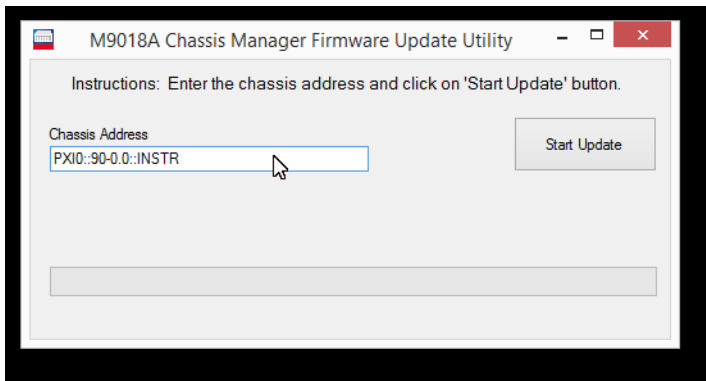 M9018A Chassis Manager Firmware Update Utility
Instructions: Enter the chassis address and click on 'Start Update' button.
Chassis Address
PXI0::90-0.0::INSTR
Start Update